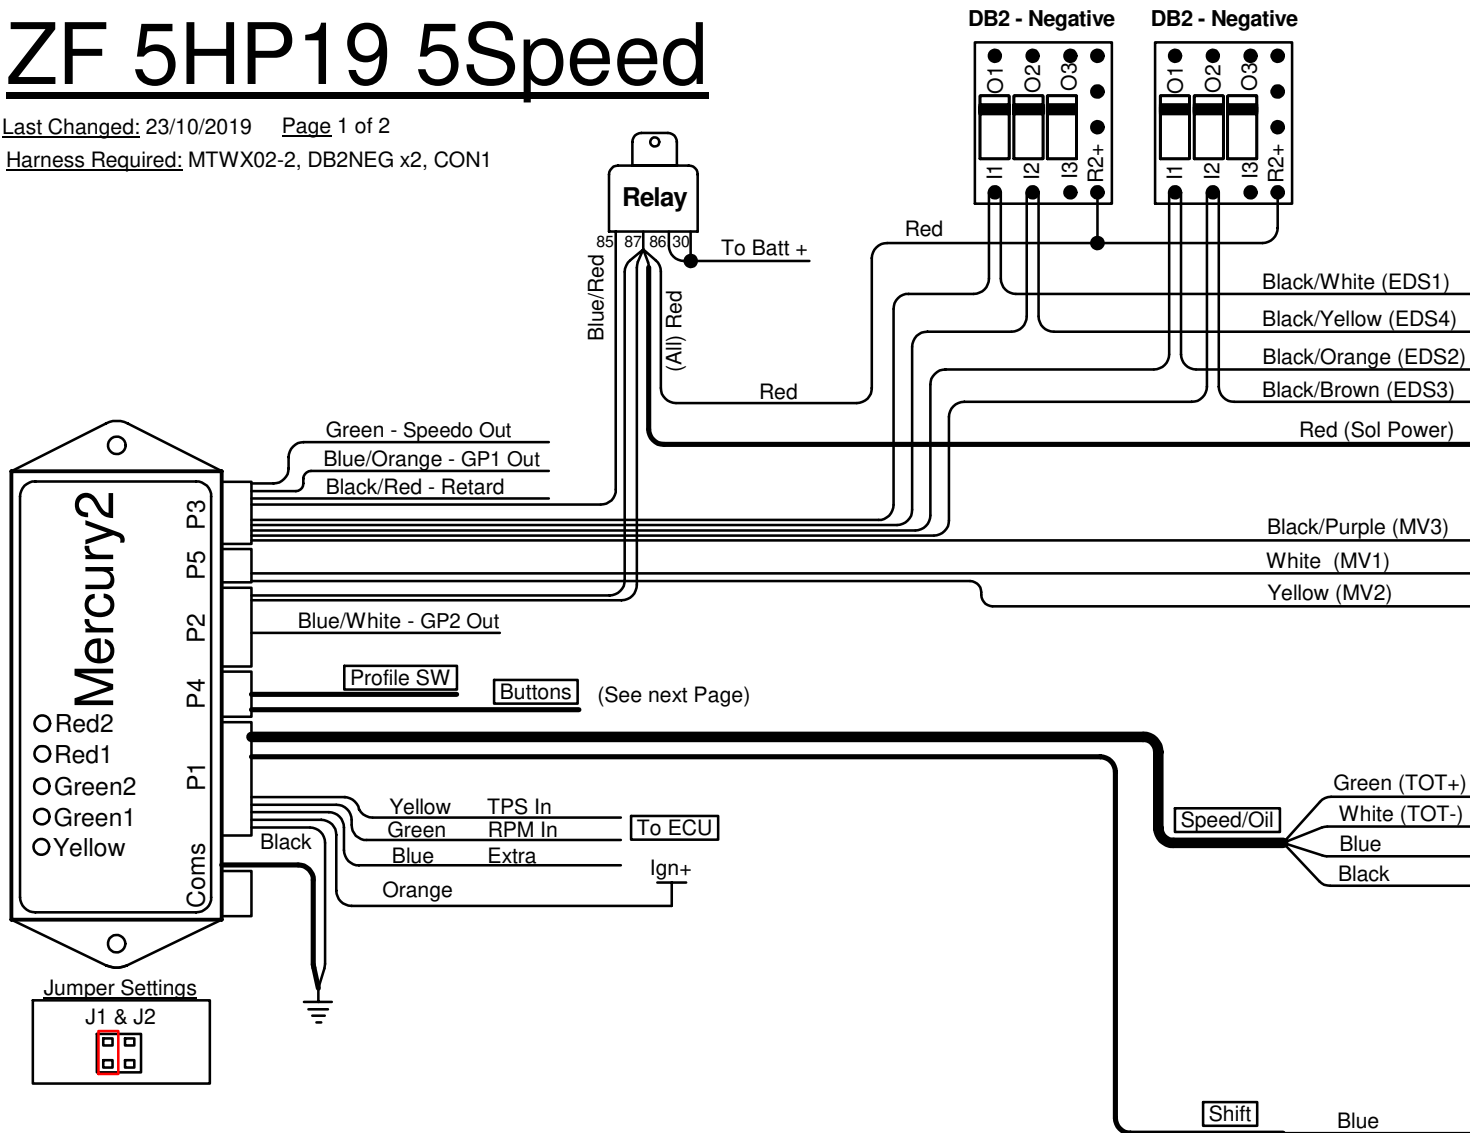 ZF 5HP19 5Speed
Last Changed: 23/10/2019 Page 1 of 2
Harness Required: MTWX02-2, DB2NEG x2, CON1
DB2 - Negative
DB2 - Negative
O1 O2 O3
I1 I2 I3 R2+
O1 O2 O3
I1 I2 I3 R2+
Relay
85 87 86 30
To Batt +
Blue/Red
(All) Red
Red
Red
Black/White (EDS1)
Black/Yellow (EDS4)
Black/Orange (EDS2)
Black/Brown (EDS3)
Red (Sol Power)
Green - Speedo Out
Blue/Orange - GP1 Out
Black/Red - Retard
Black/Purple (MV3)
White (MV1)
Yellow (MV2)
Blue/White - GP2 Out
Mercury2
P3
P5
P2
P4
P1
Coms
Red2
Red1
Green2
Green1
Yellow
Profile SW
Buttons (See next Page)
Yellow TPS In
Green RPM In
Blue Extra
To ECU
Black
Orange
Ign+
Speed/Oil
Green (TOT+)
White (TOT-)
Blue
Black
Jumper Settings
J1 & J2
Shift
Blue